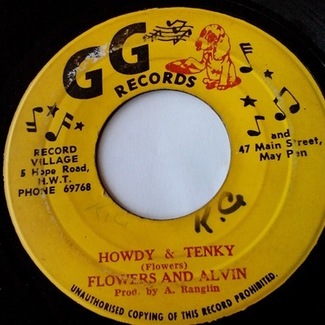 GG
RECORDS
RECORD
VILLAGE
5 Hope Road,
H.W.T.
PHONE 69768
and
47 Main Street,
May Pen
K.G
HOWDY & TENKY
(Flowers)
FLOWERS AND ALVIN
Prod. by A. Ranglin
UNAUTHORISED COPYING OF THIS RECORD PROHIBITED.